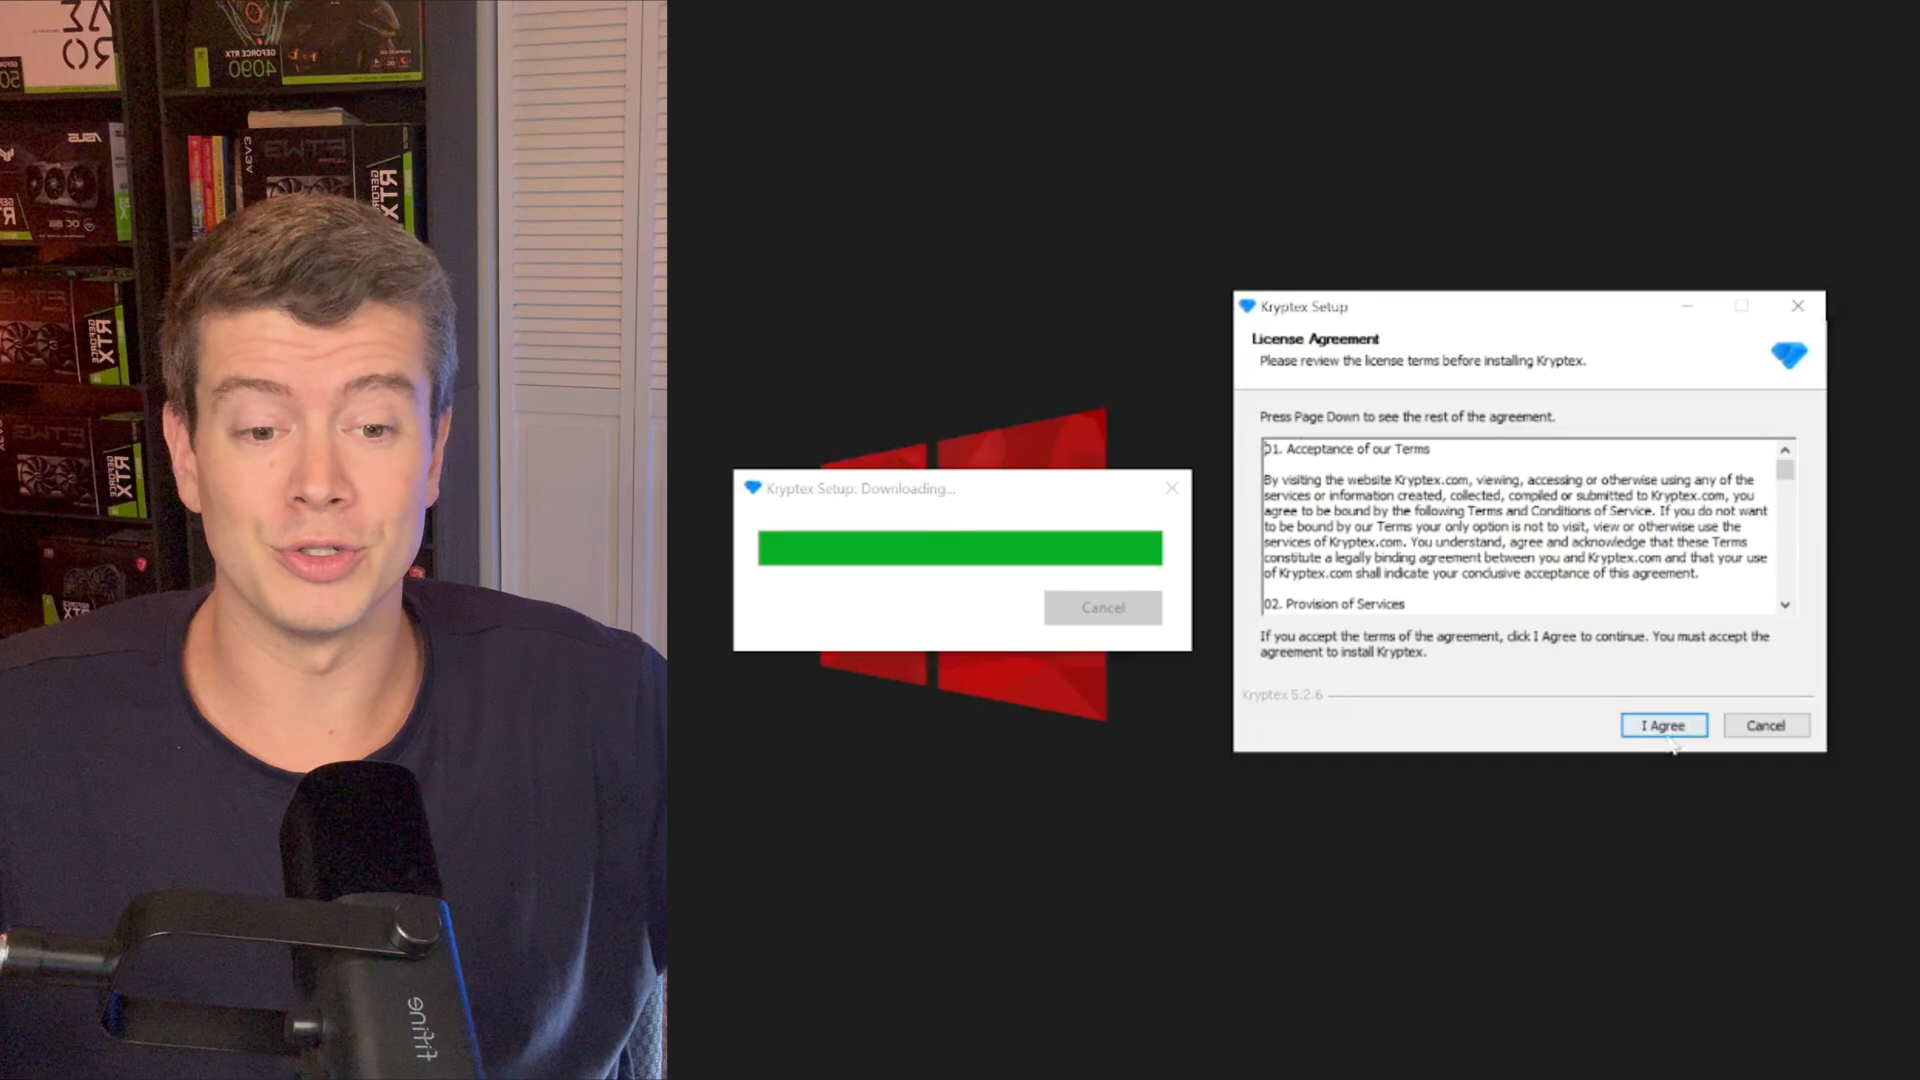 GEFORCE RTX
4090
ASUS
EVGA
FTW3
GEFORCE
RTX
GEFORCE
RTX
RTX
fifine
Kryptex Setup: Downloading...
Cancel
Kryptex Setup
License Agreement
Please review the license terms before installing Kryptex.
Press Page Down to see the rest of the agreement.
01. Acceptance of our Terms
By visiting the website Kryptex.com, viewing, accessing or otherwise using any of the
services or information created, collected, compiled or submitted to Kryptex.com, you
agree to be bound by the following Terms and Conditions of Service. If you do not want
to be bound by our Terms your only option is not to visit, view or otherwise use the
services of Kryptex.com. You understand, agree and acknowledge that these Terms
constitute a legally binding agreement between you and Kryptex.com and that your use
of Kryptex.com shall indicate your conclusive acceptance of this agreement.
02. Provision of Services
If you accept the terms of the agreement, click I Agree to continue. You must accept the
agreement to install Kryptex.
Kryptex 5.2.6
I Agree
Cancel